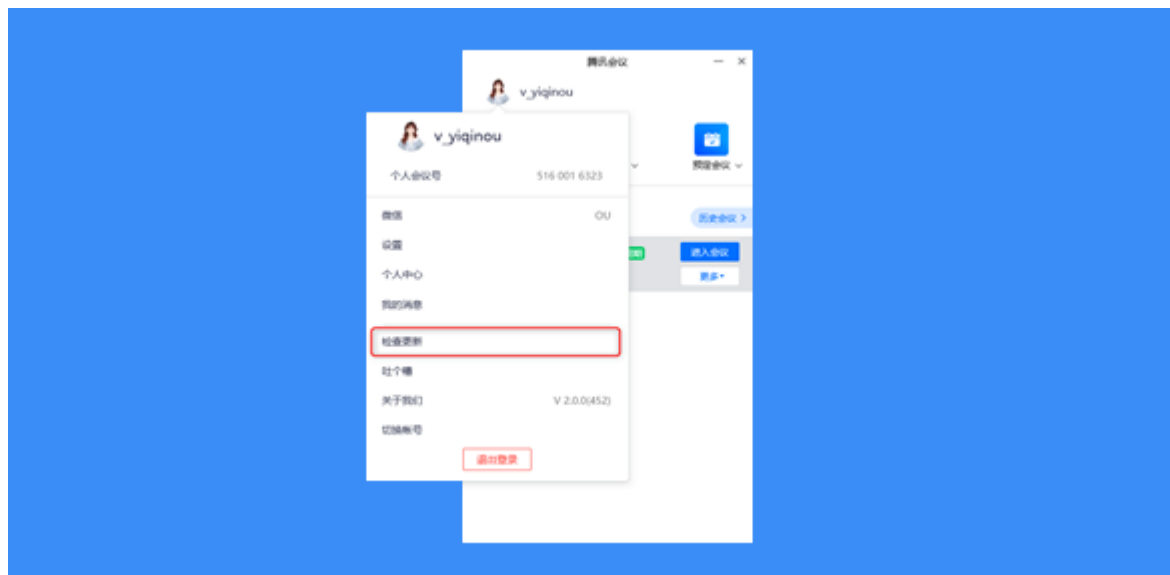 腾讯会议
v_yiqinou
v_yiqinou
个人会议号 516 001 6323
预定会议
微信 OU
历史会议
设置
进入会议
个人中心
更多
我的消息
检查更新
吐个槽
关于我们 V 2.0.0(452)
切换帐号
退出登录